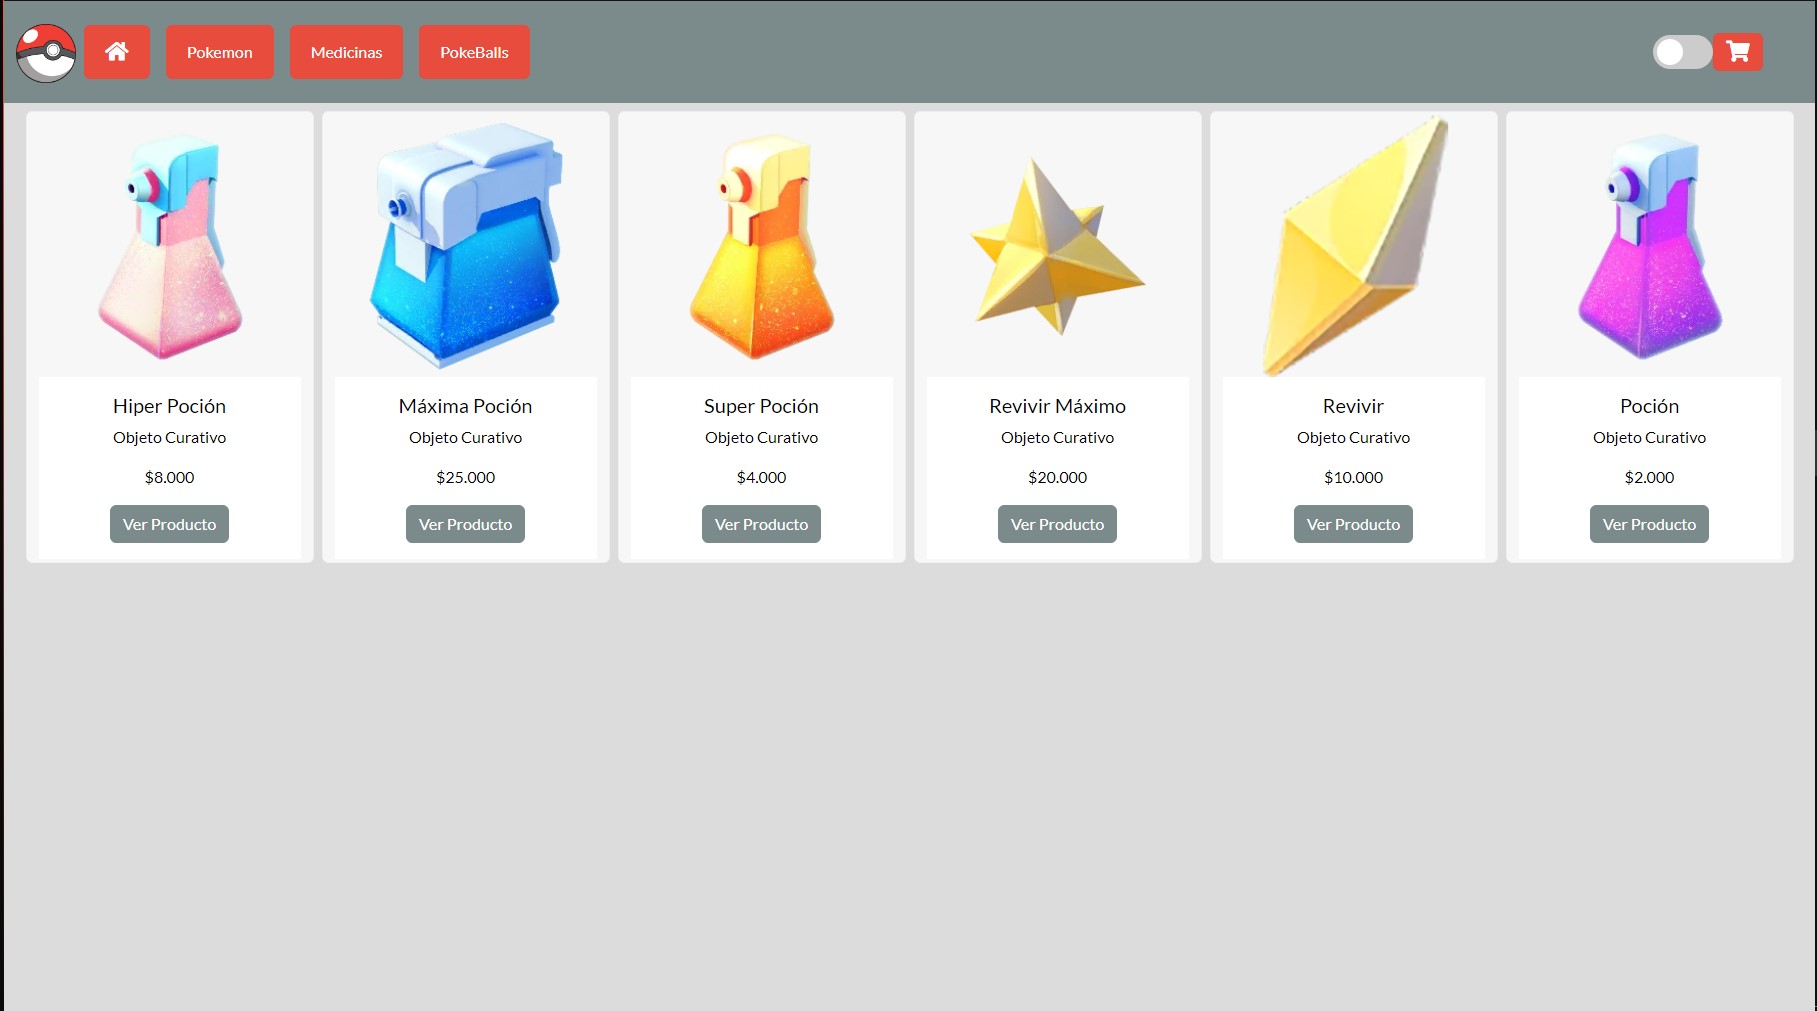 Pokemon
Medicinas
PokeBalls
Hiper Poción
Objeto Curativo
$8.000
Ver Producto
Máxima Poción
Objeto Curativo
$25.000
Ver Producto
Super Poción
Objeto Curativo
$4.000
Ver Producto
Revivir Máximo
Objeto Curativo
$20.000
Ver Producto
Revivir
Objeto Curativo
$10.000
Ver Producto
Poción
Objeto Curativo
$2.000
Ver Producto